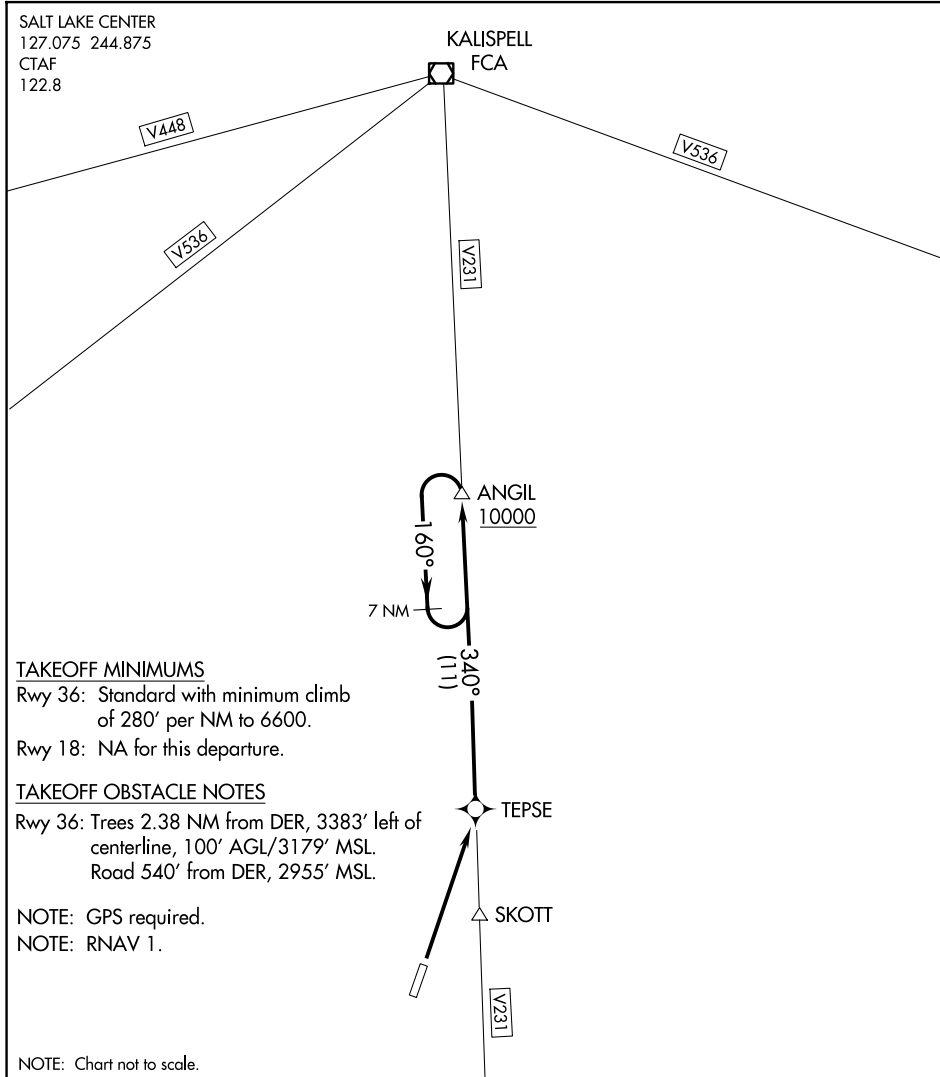 SALT LAKE CENTER
127.075 244.875
CTAF
122.8
KALISPELL
FCA
V448
V536
V536
V231
ANGIL
10000
160°
7 NM
340°
(11)
TAKEOFF MINIMUMS
Rwy 36: Standard with minimum climb
of 280' per NM to 6600.
Rwy 18: NA for this departure.
TAKEOFF OBSTACLE NOTES
Rwy 36: Trees 2.38 NM from DER, 3383' left of
centerline, 100' AGL/3179' MSL.
Road 540' from DER, 2955' MSL.
TEPSE
NOTE: GPS required.
NOTE: RNAV 1.
SKOTT
V231
NOTE: Chart not to scale.